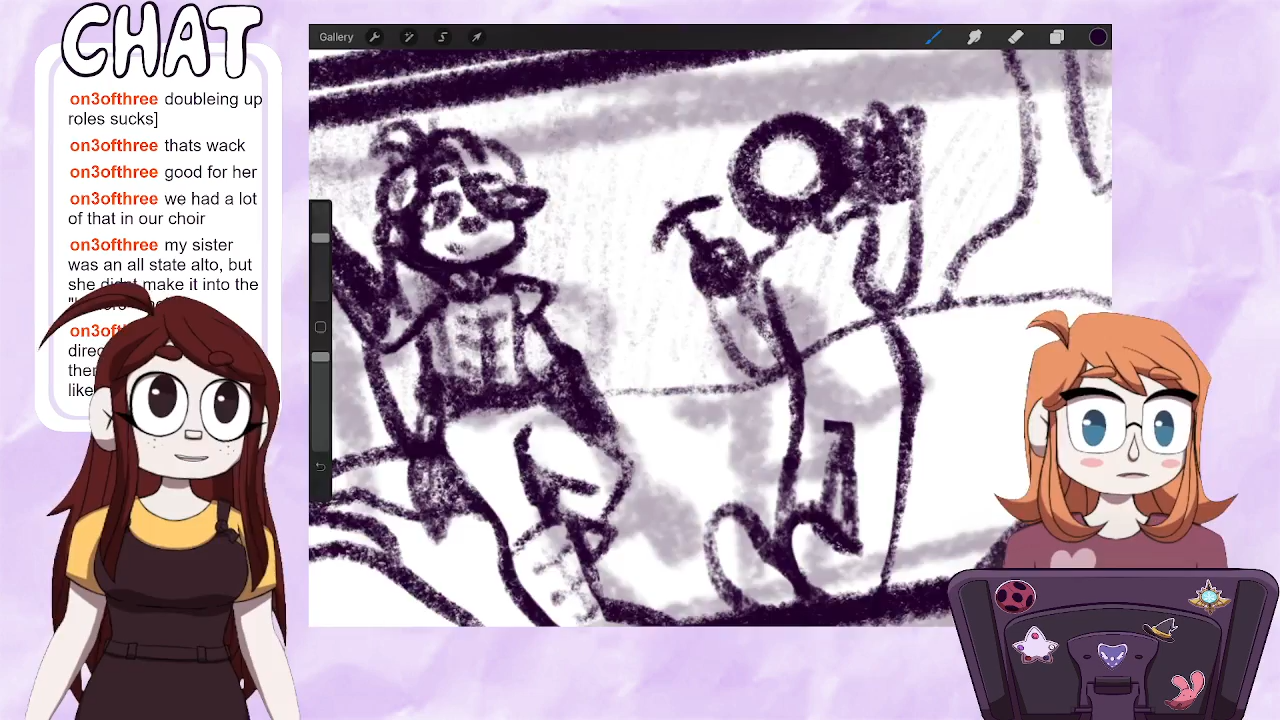 CHAT
on3ofthree doubleing up
roles sucks]
on3ofthree thats wack
on3ofthree good for her
on3ofthree we had a lot
of that in our choir
on3ofthree my sister
was an all state alto, but
she didnt make it into the
Gallery